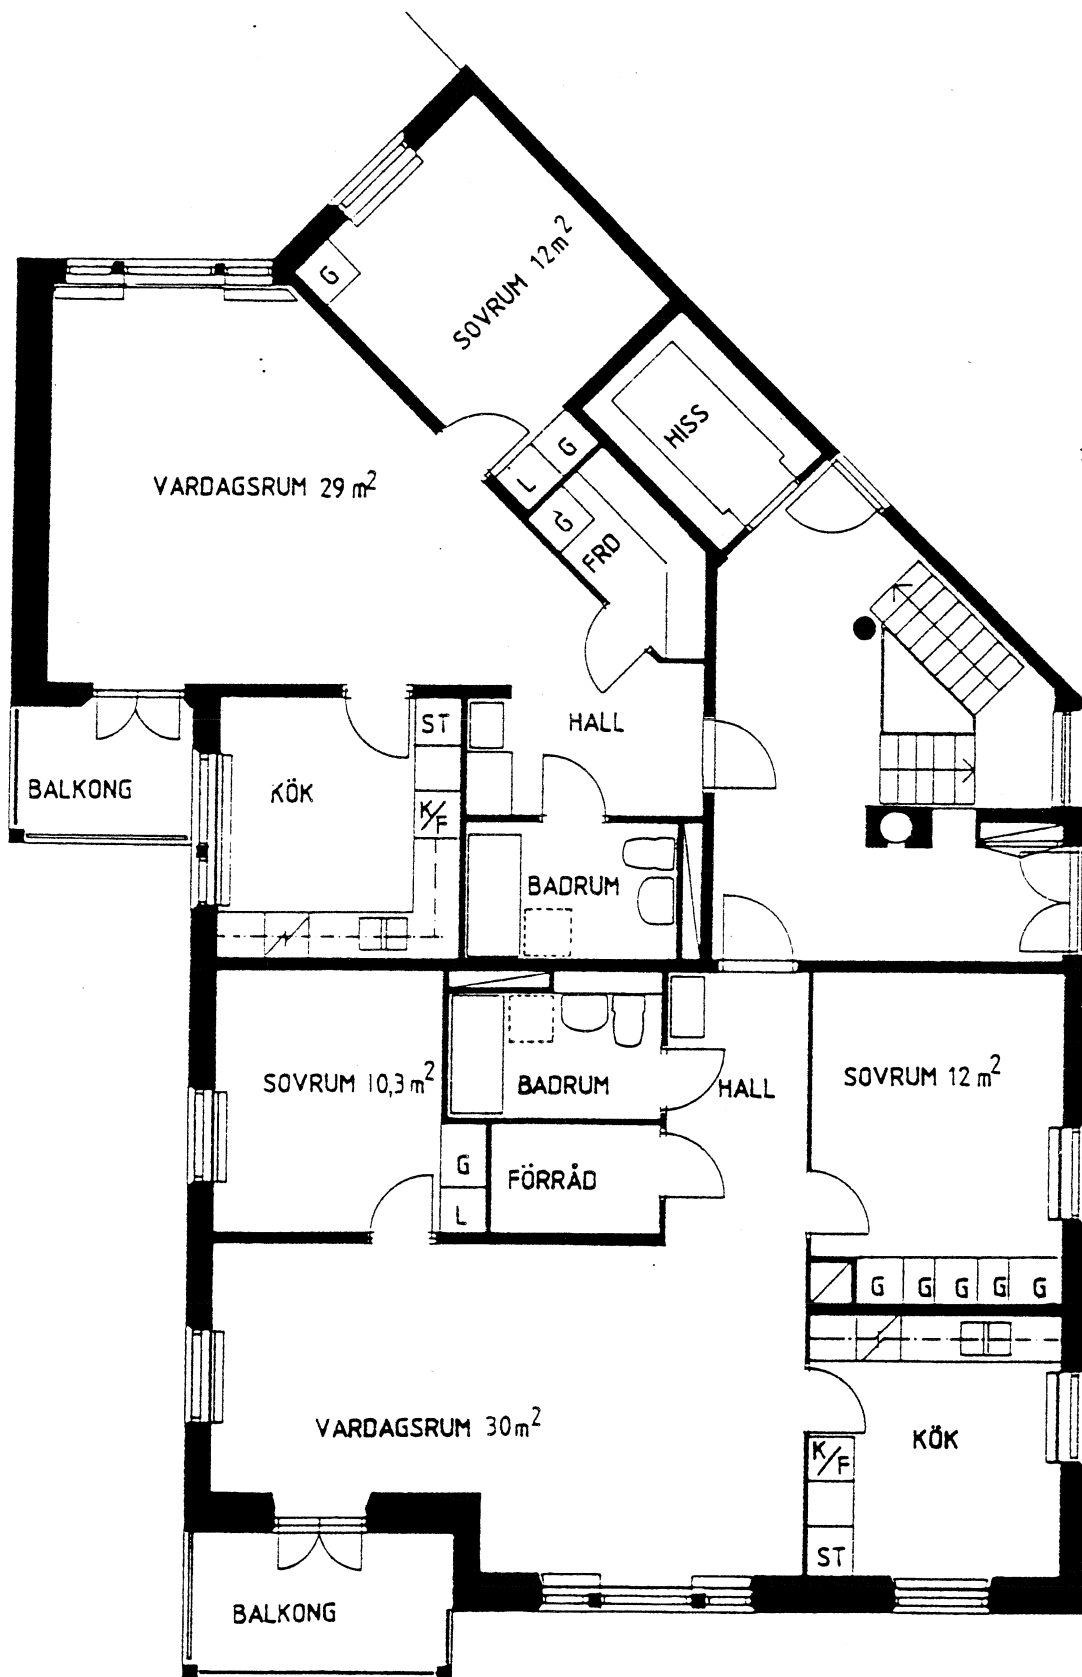 SOVRUM 12 m²
G
HISS
G
L
VARDAGSRUM 29 m²
G
FRD
ST
HALL
BALKONG
KÖK
K/F
BADRUM
SOVRUM 10,3 m²
BADRUM
HALL
SOVRUM 12 m²
G
FÖRRÅD
L
G G G G G
VARDAGSRUM 30 m²
KÖK
K/F
ST
BALKONG